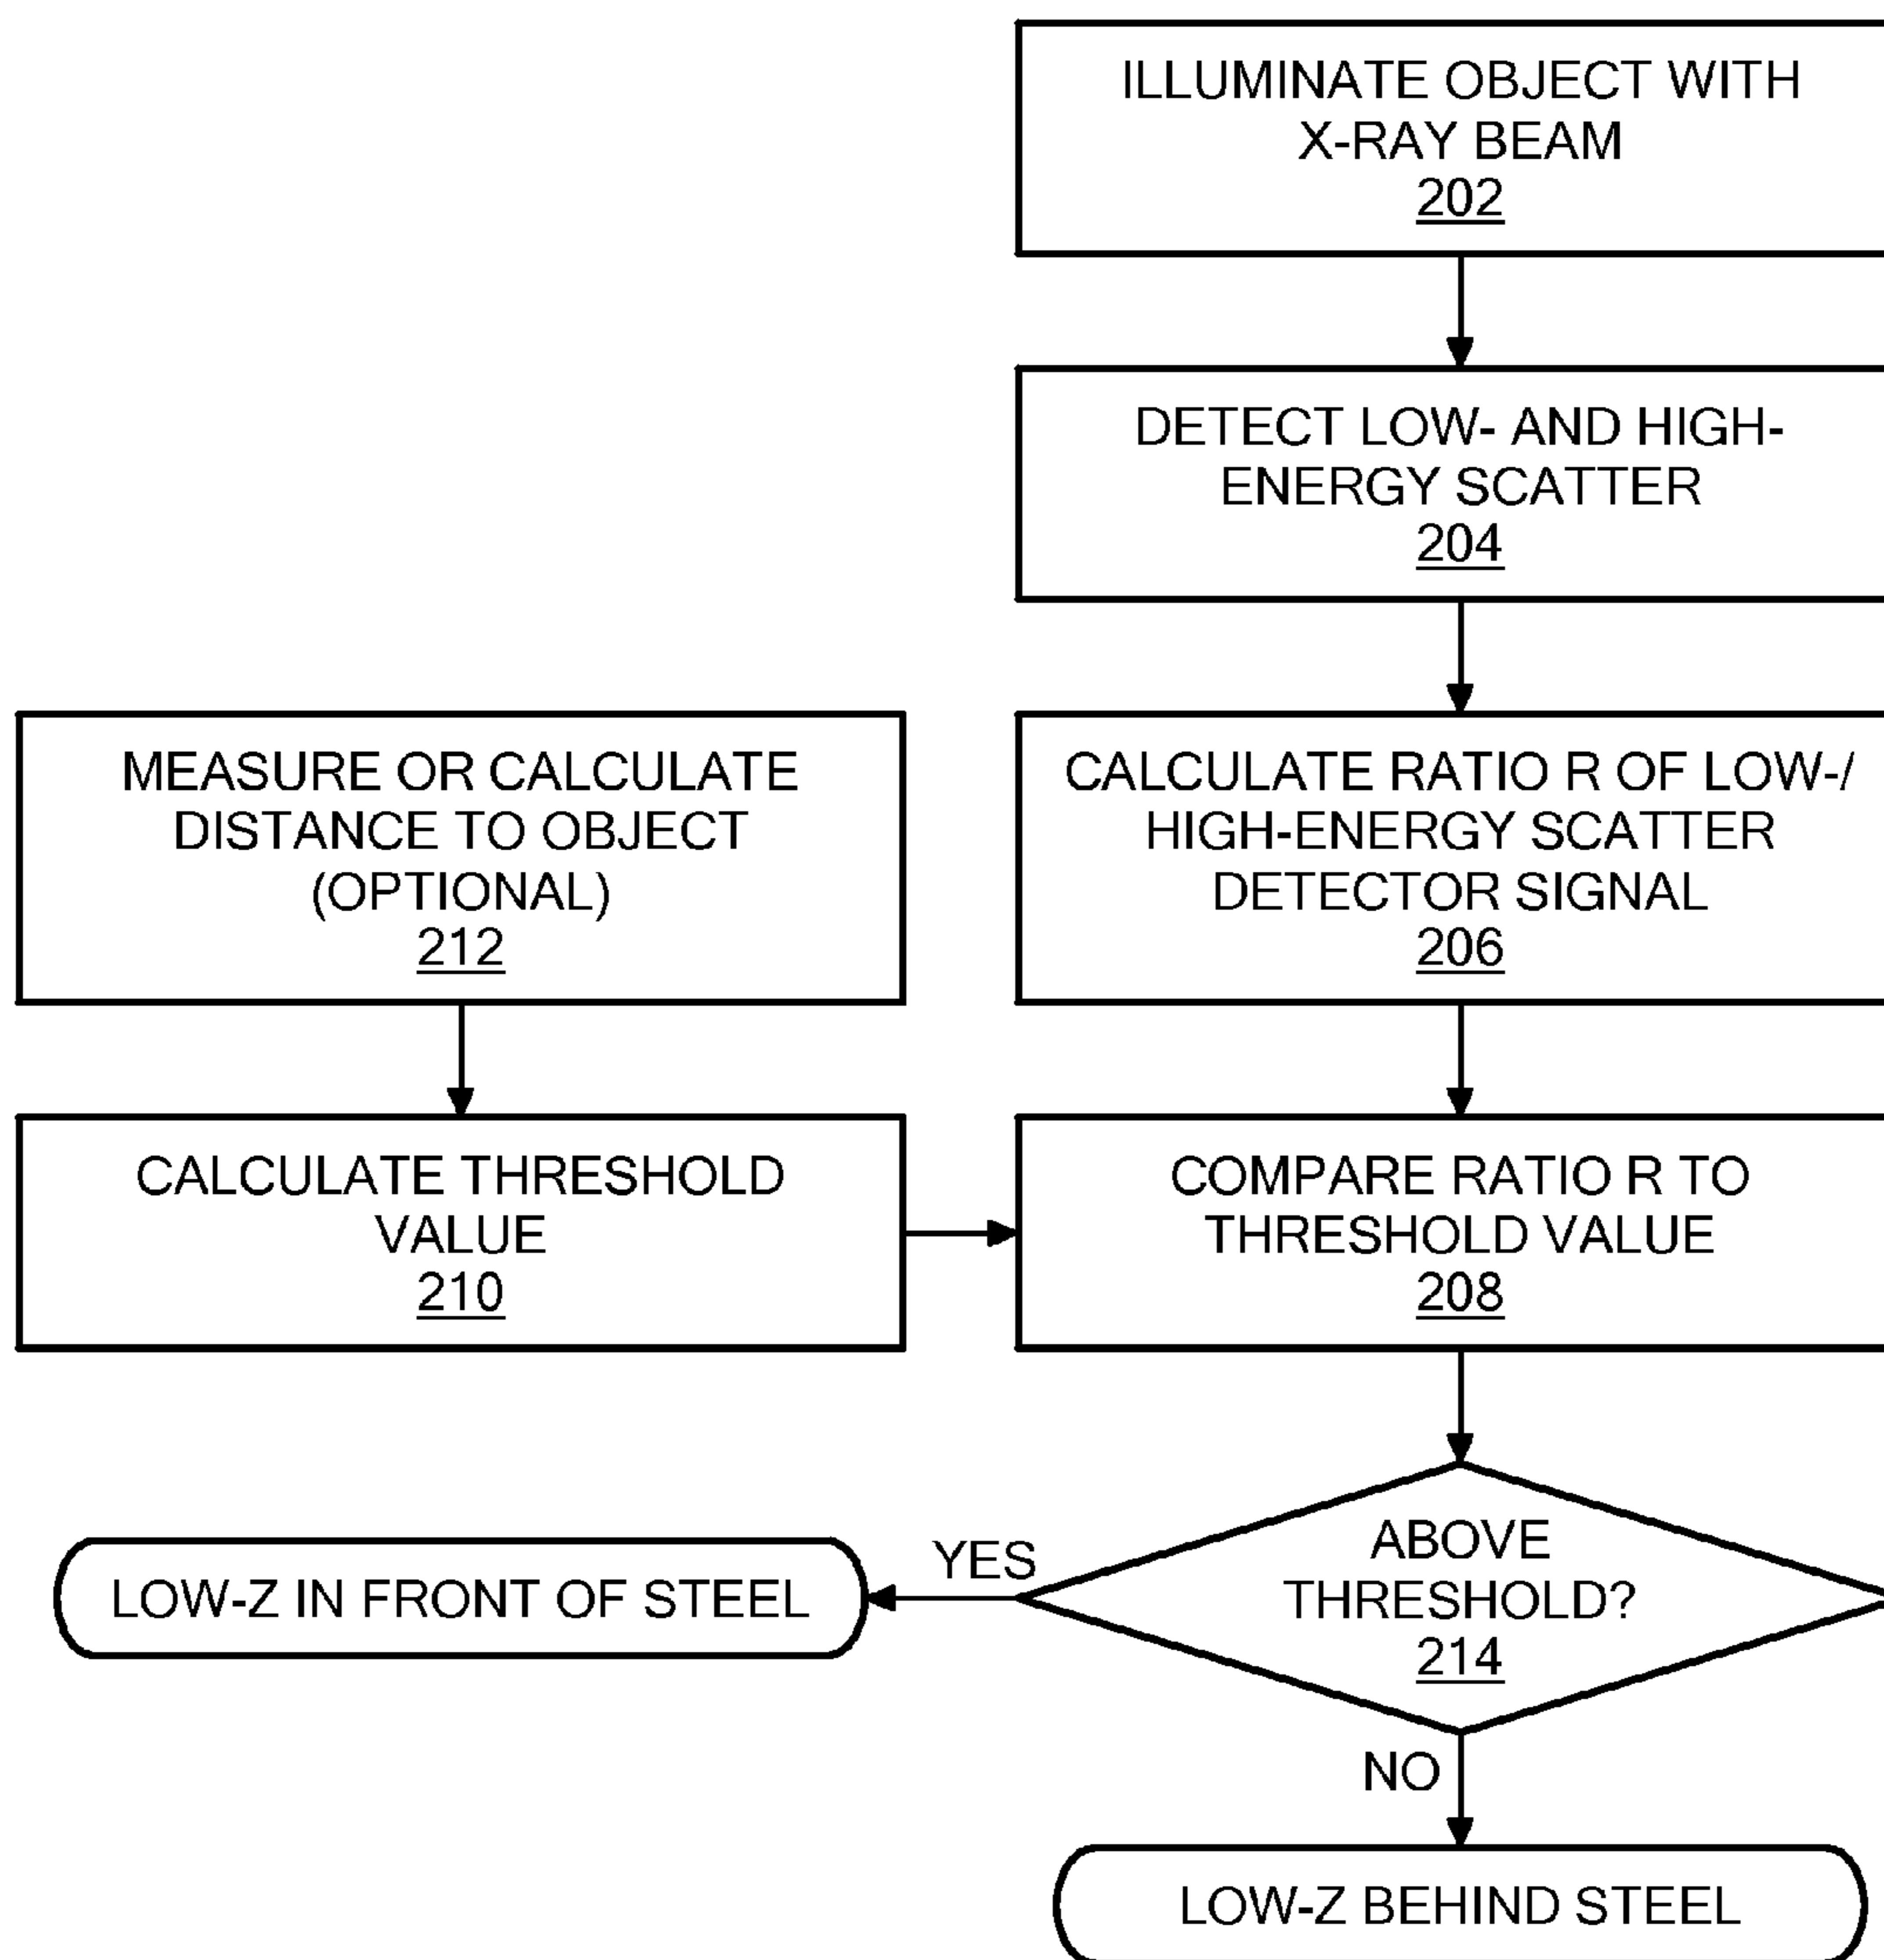 ILLUMINATE OBJECT WITH
X-RAY BEAM
202
DETECT LOW- AND HIGH-
ENERGY SCATTER
204
MEASURE OR CALCULATE
DISTANCE TO OBJECT
(OPTIONAL)
212
CALCULATE RATIO R OF LOW-/
HIGH-ENERGY SCATTER
DETECTOR SIGNAL
206
CALCULATE THRESHOLD
VALUE
210
COMPARE RATIO R TO
THRESHOLD VALUE
208
ABOVE
THRESHOLD?
214
YES
LOW-Z IN FRONT OF STEEL
NO
LOW-Z BEHIND STEEL